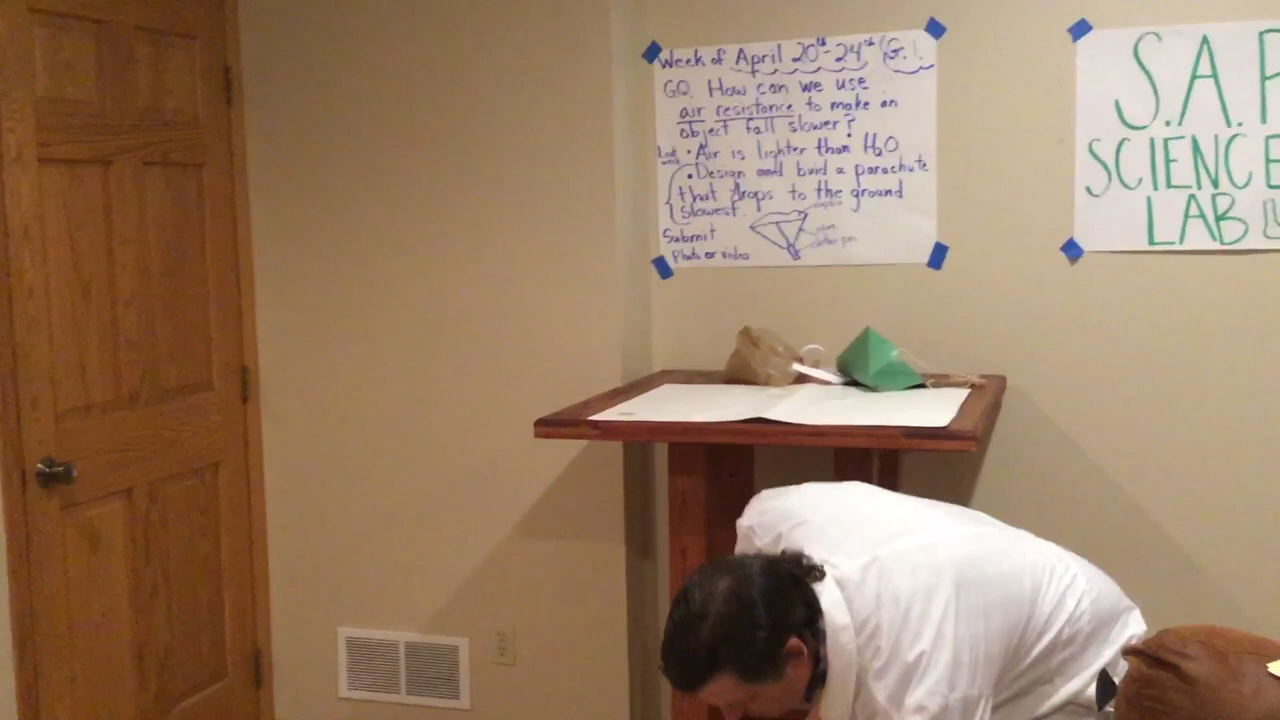 Week of April 20th-24th (G.1.
GQ. How can we use
air resistance to make an
object fall slower?
Last week • Air is lighter than H2O
• Design and buid a parachute
that drops to the ground
slowest.
Submit
Photo or video
S.A.P
SCIENCE
LAB